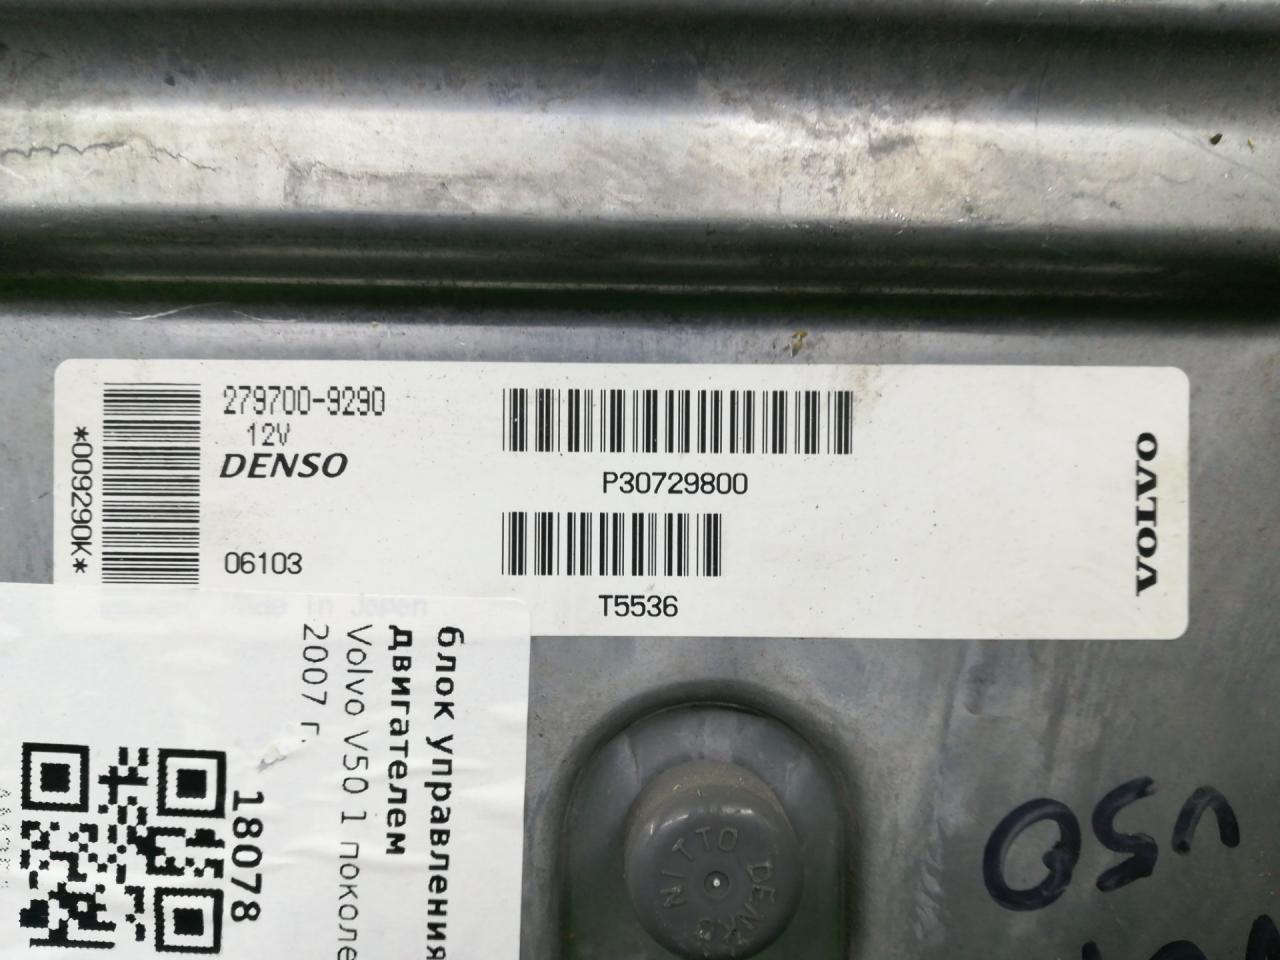 *009290K*
279700-9290
12V
DENSO
06103
Made in Japan
P30729800
T5536
VOLVO
блок управления
двигателем
Volvo V50 1 поколе
2007 г.
18078
V50